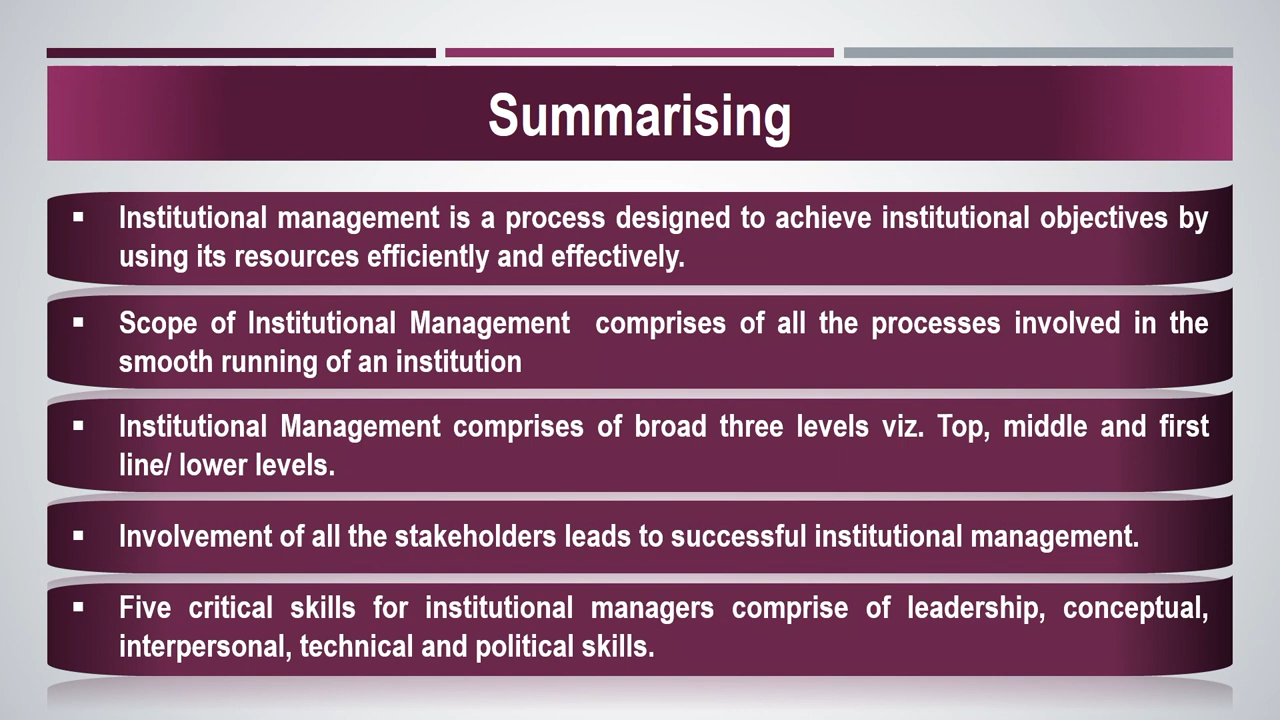 Summarising
▪ Institutional management is a process designed to achieve institutional objectives by
using its resources efficiently and effectively.
▪ Scope of Institutional Management comprises of all the processes involved in the
smooth running of an institution
▪ Institutional Management comprises of broad three levels viz. Top, middle and first
line/ lower levels.
▪ Involvement of all the stakeholders leads to successful institutional management.
▪ Five critical skills for institutional managers comprise of leadership, conceptual,
interpersonal, technical and political skills.